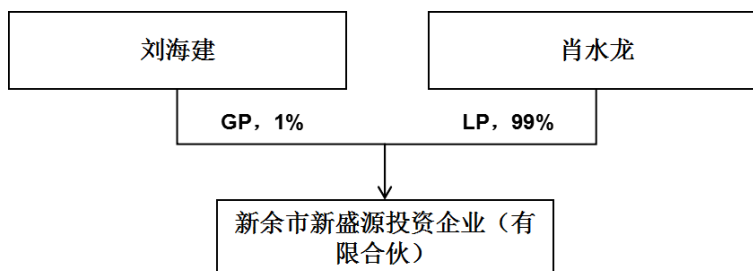 刘海建
肖水龙
GP，1%
LP，99%
新余市新盛源投资企业（有
限合伙）